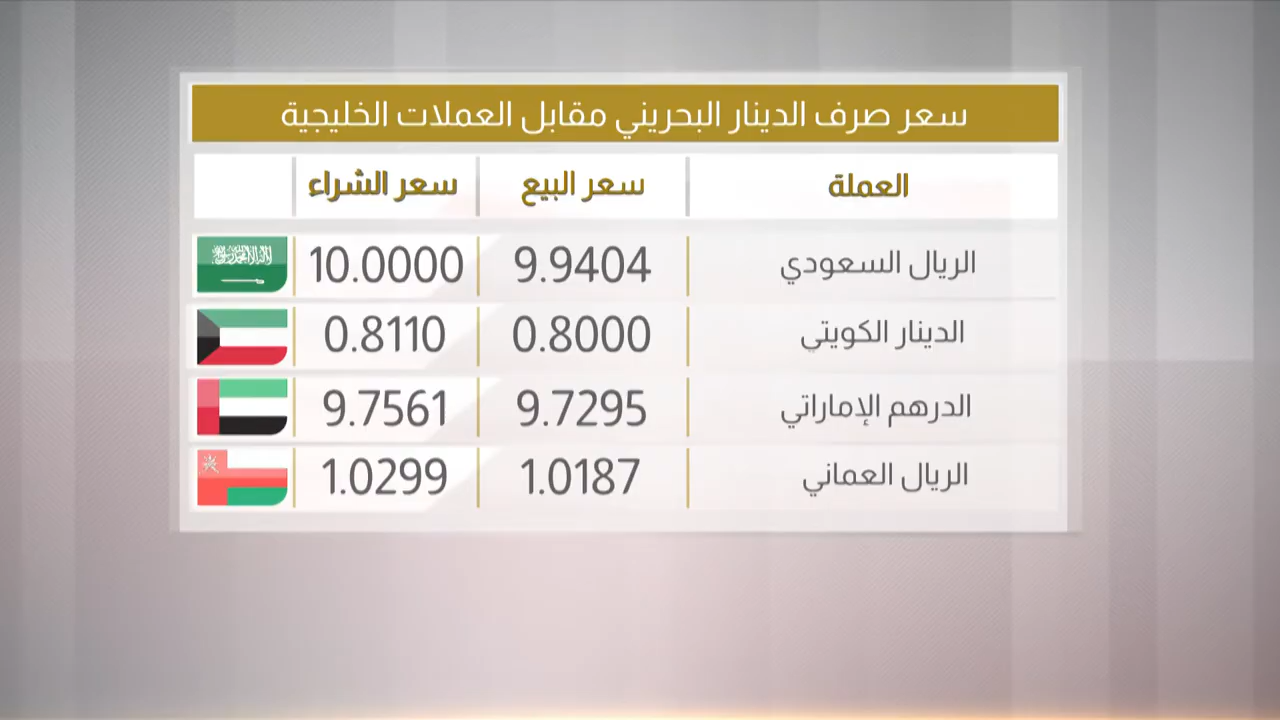 سعر صرف الدينار البحريني مقابل العملات الخليجية
العملة سعر البيع سعر الشراء
الريال السعودي 9.9404 10.0000
الدينار الكويتي 0.8000 0.8110
الدرهم الإماراتي 9.7295 9.7561
الريال العماني 1.0187 1.0299